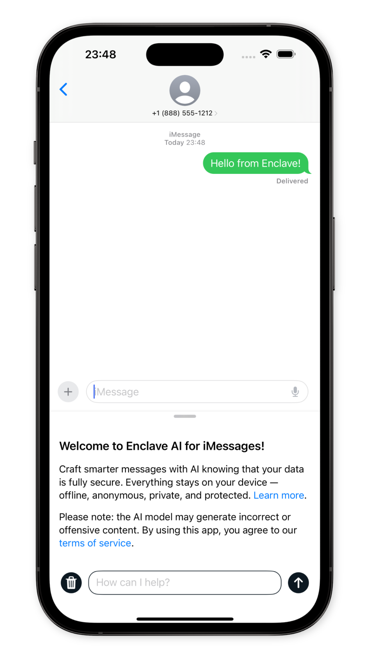 23:48
+1 (888) 555-1212
iMessage
Today 23:48
Hello from Enclave!
Delivered
iMessage
Welcome to Enclave AI for iMessages!
Craft smarter messages with AI knowing that your data
is fully secure. Everything stays on your device —
offline, anonymous, private, and protected. Learn more.
Please note: the AI model may generate incorrect or
offensive content. By using this app, you agree to our
terms of service.
How can I help?